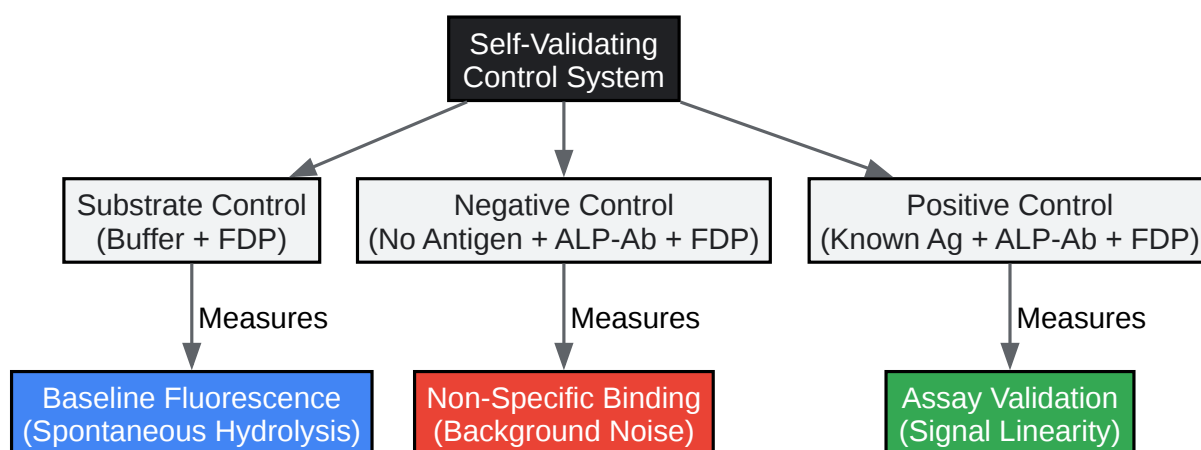 Self-Validating
Control System
Substrate Control
(Buffer + FDP)
Negative Control
(No Antigen + ALP-Ab + FDP)
Positive Control
(Known Ag + ALP-Ab + FDP)
Measures
Measures
Measures
Baseline Fluorescence
(Spontaneous Hydrolysis)
Non-Specific Binding
(Background Noise)
Assay Validation
(Signal Linearity)